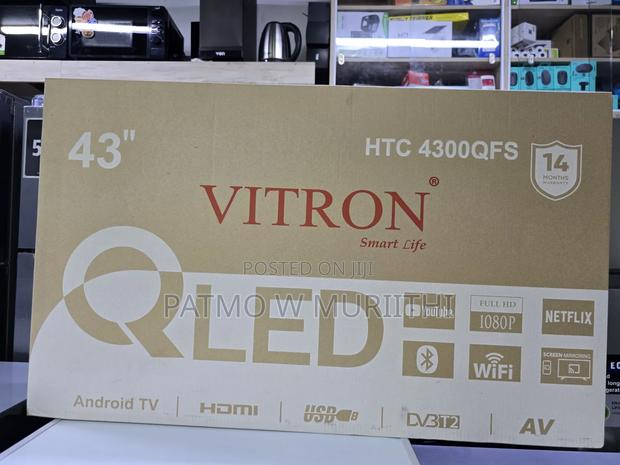 43"
HTC 4300QFS
14
MONTHS
WARRANTY
VITRON®
Smart Life
POSTED ON JIJI
PATMO W MURIITHI
QLED
YouTube
FULL HD
1080P
NETFLIX
WiFi
SCREEN MIRRORING
Android TV
HDMI
USB
DVB T2
AV